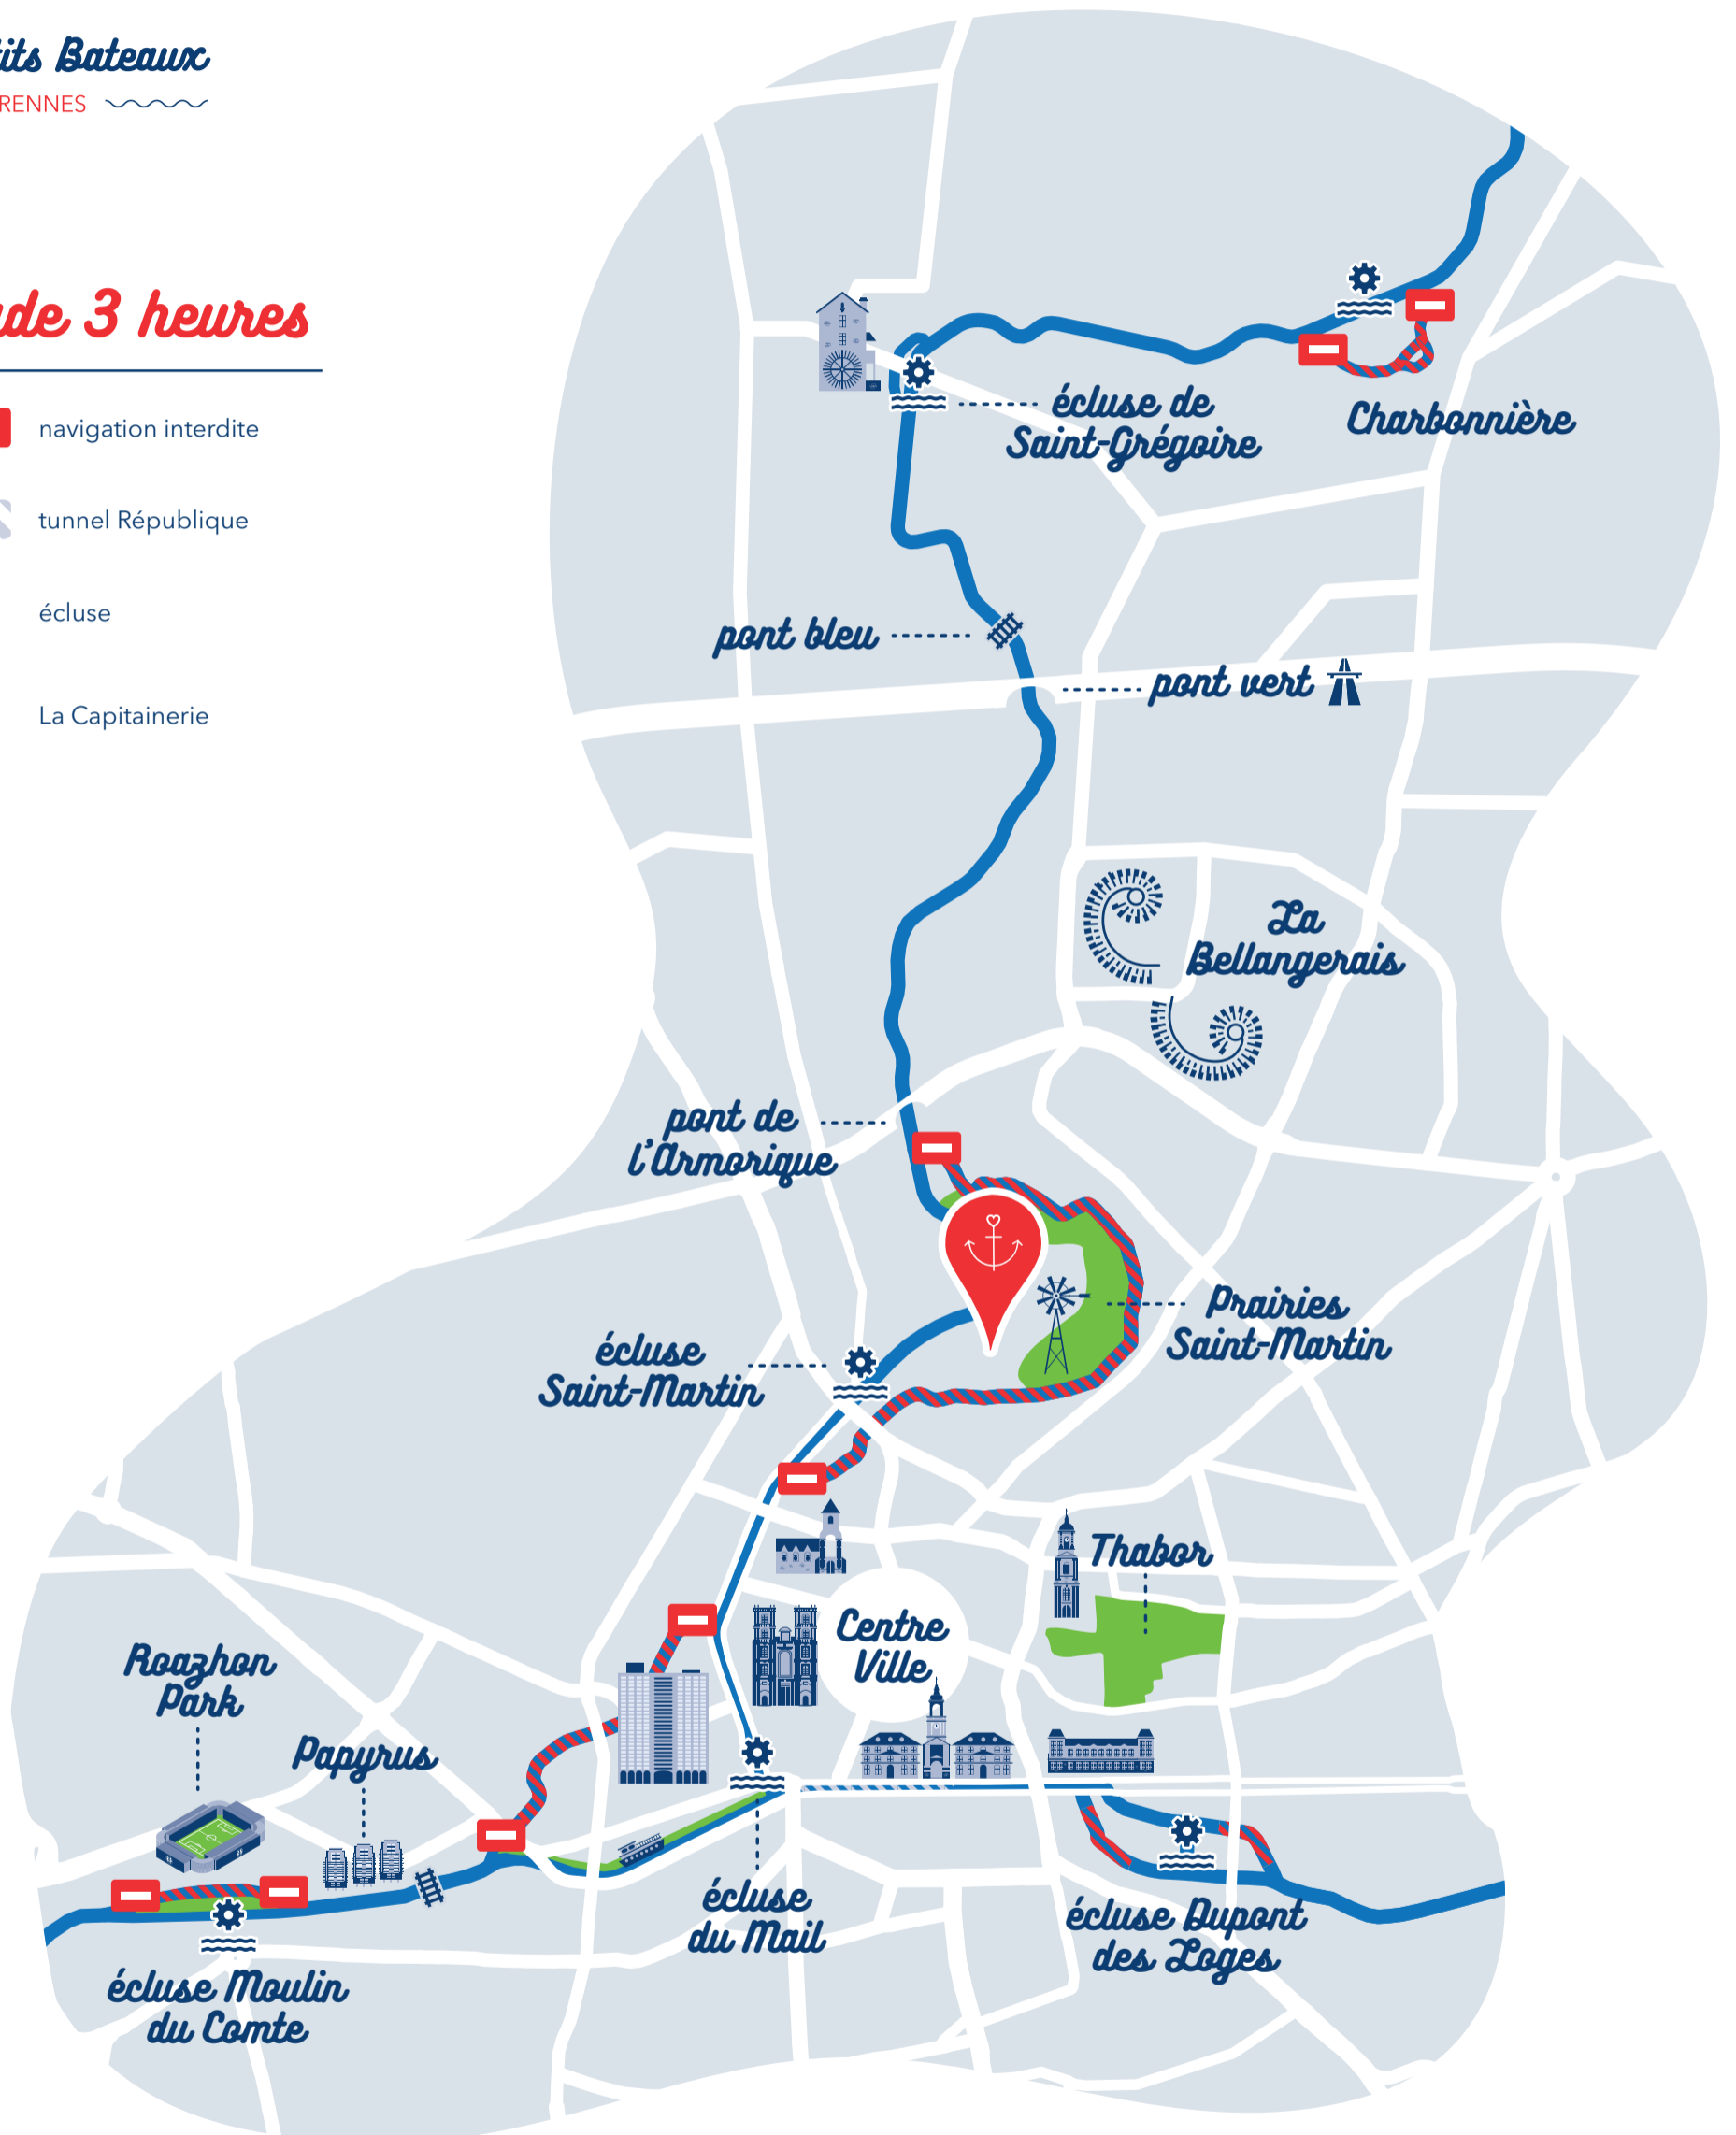 its Bateaux
RENNES
de 3 heures
navigation interdite
tunnel République
écluse
La Capitainerie
écluse de
Saint-Grégoire
Charbonnière
pont bleu
pont vert
La
Bellangerais
pont de
l'Armorique
Prairies
Saint-Martin
écluse
Saint-Martin
Thabor
Centre
Ville
Roazhon
Park
Papyrus
écluse
du Mail
écluse Dupont
des Loges
écluse Moulin
du Comte